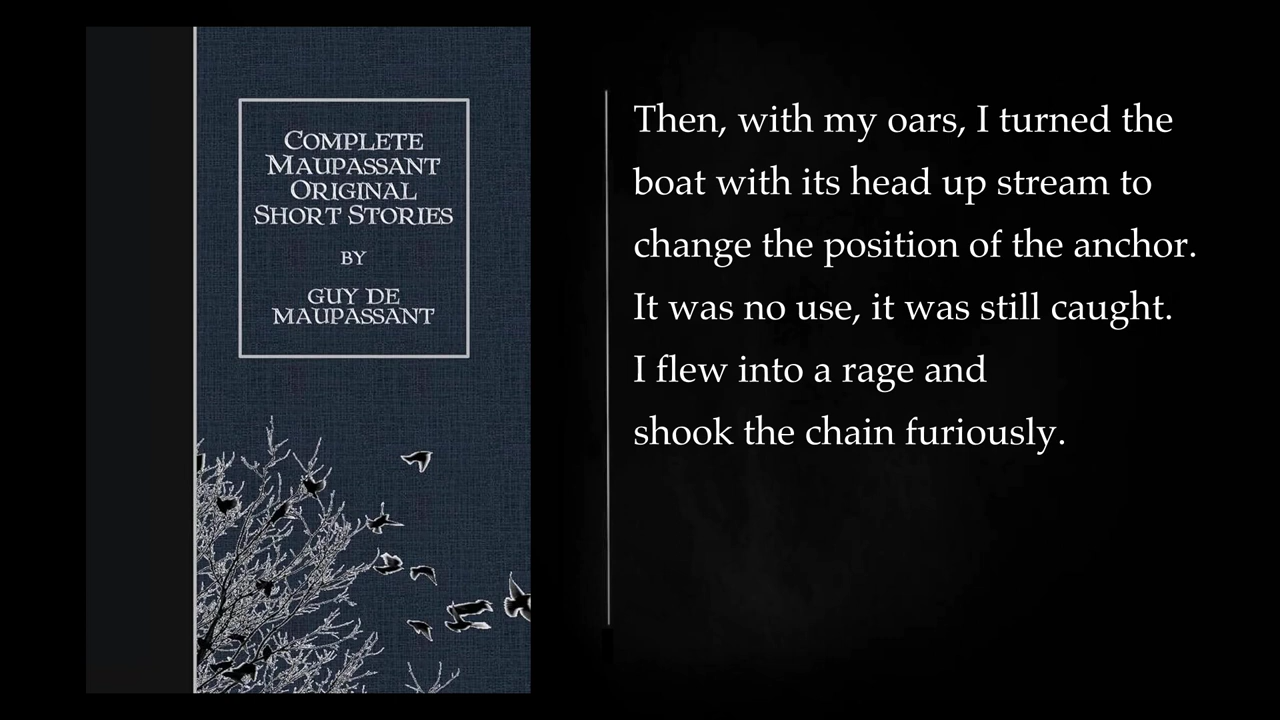 COMPLETE
MAUPASSANT
ORIGINAL
SHORT STORIES
BY
GUY DE
MAUPASSANT
Then, with my oars, I turned the
boat with its head up stream to
change the position of the anchor.
It was no use, it was still caught.
I flew into a rage and
shook the chain furiously.